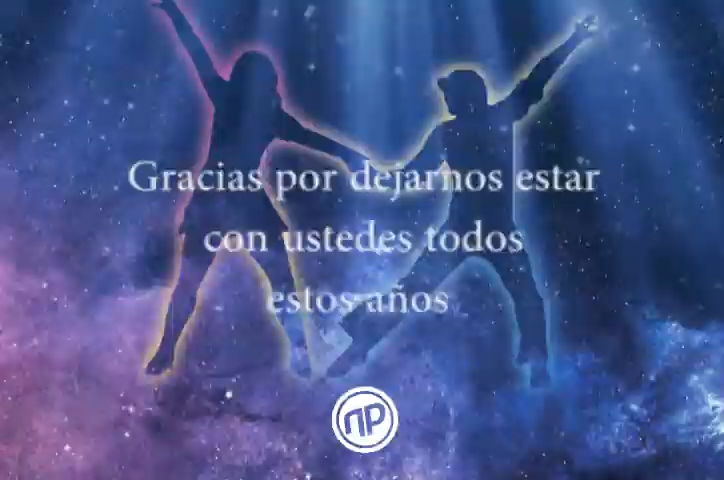 Gracias por dejarnos estar
con ustedes todos
estos años
NP